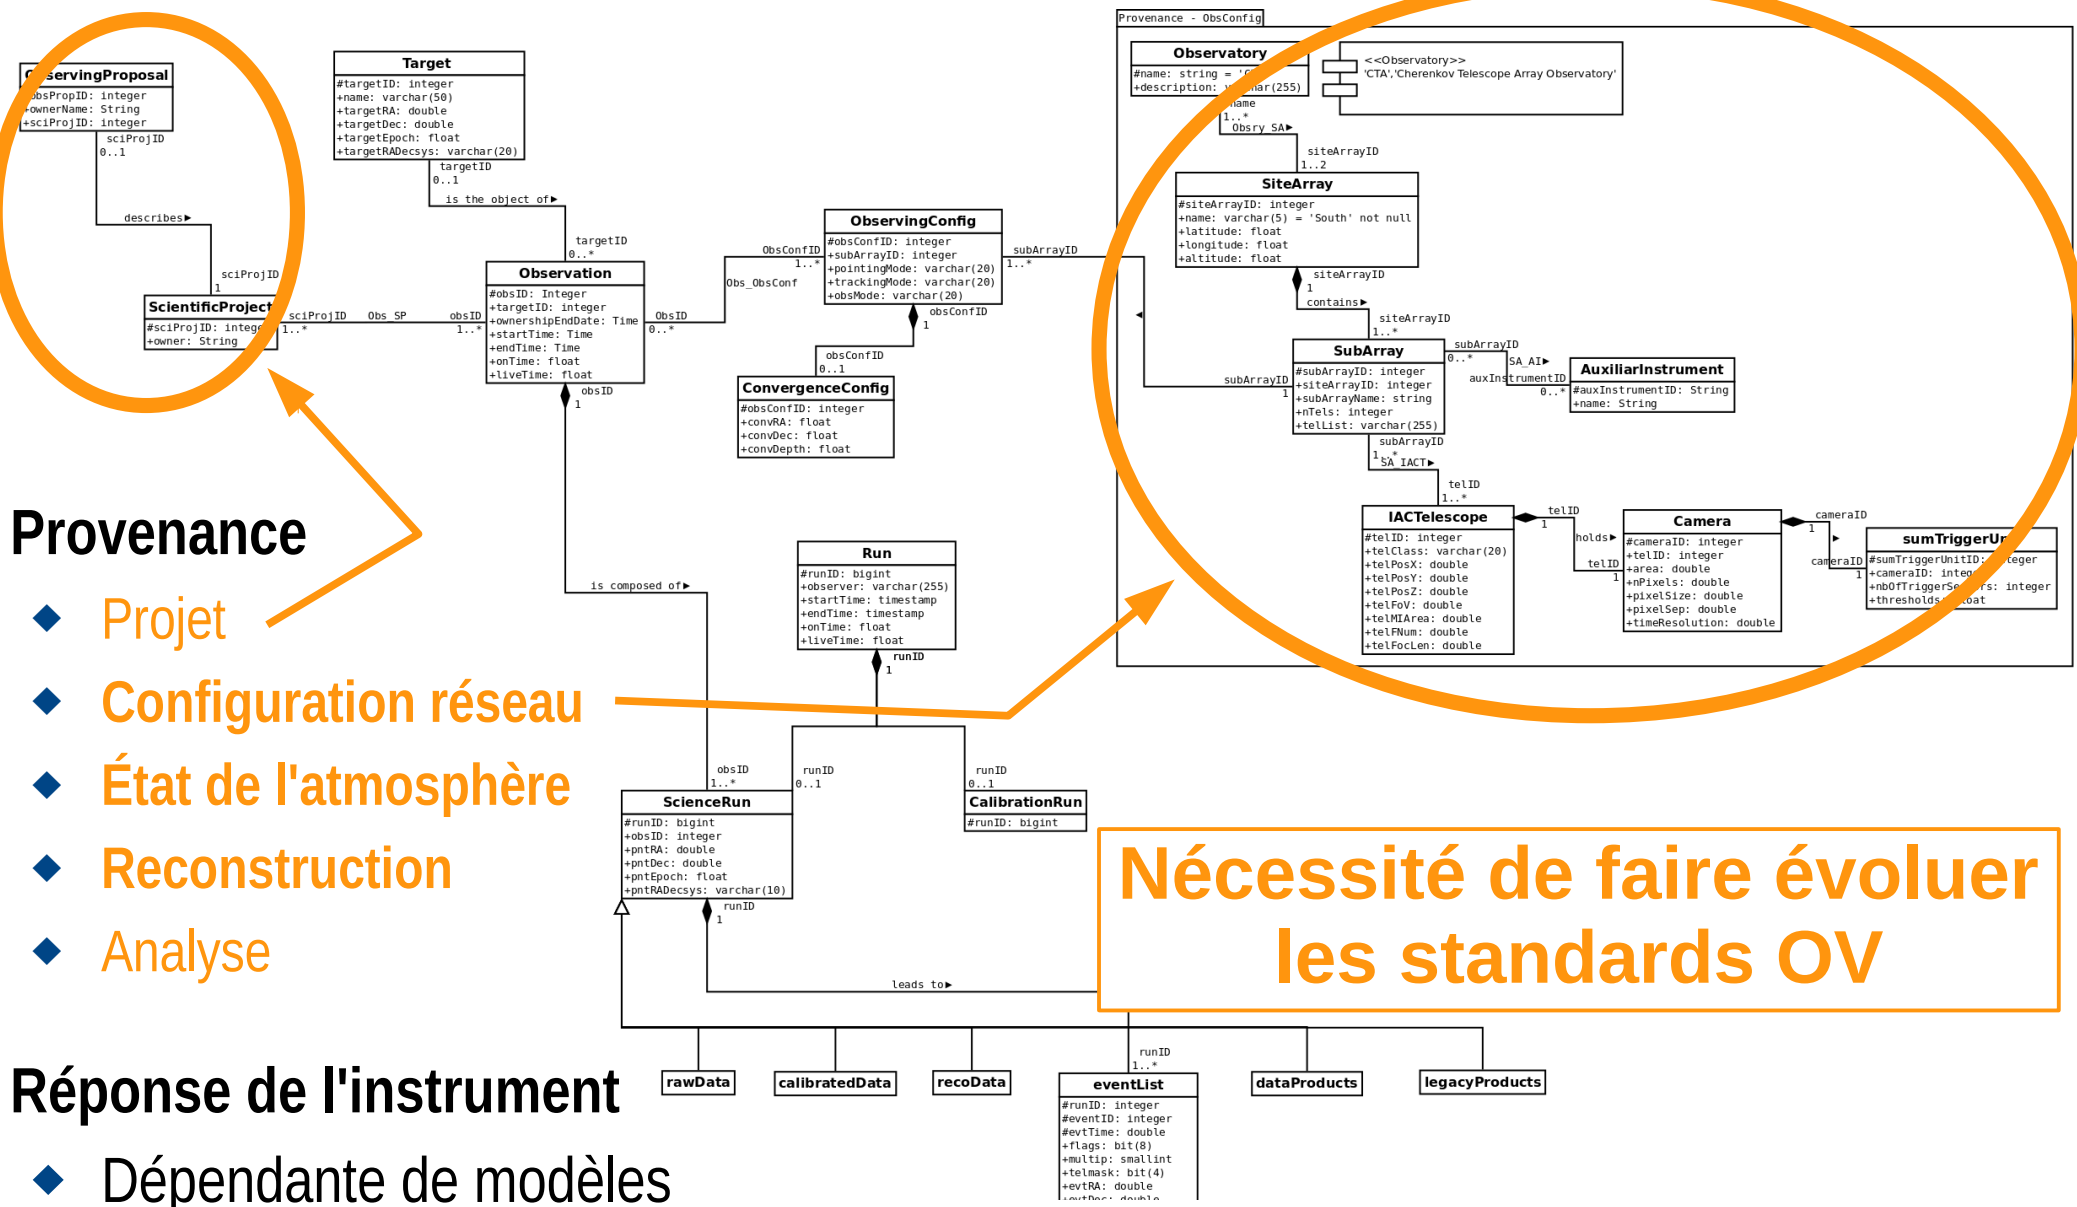 Provenance - ObsConfig
Observatory
#name: string =
+description:
<<Observatory>>
'CTA','Cherenkov Telescope Array Observatory'
name
1..*
Obsry_SA
siteArrayID
1..2
SiteArray
#siteArrayID: integer
+name: varchar(5) = 'South' not null
+latitude: float
+longitude: float
+altitude: float
siteArrayID
1
contains
siteArrayID
1..*
SubArray
#subArrayID: integer
+siteArrayID: integer
+subArrayName: string
+nTels: integer
+telList: varchar(255)
subArrayID
0..*
SA_AI
auxInstrumentID
0..*
AuxiliarInstrument
#auxInstrumentID: String
+name: String
subArrayID
1..*
SA_IACT
telID
1..*
IACTelescope
#telID: integer
+telClass: varchar(20)
+telPosX: double
+telPosY: double
+telPosZ: double
+telFoV: double
+telMIArea: double
+telFNum: double
+telFocLen: double
telID
1
holds
telID
1
Camera
#cameraID: integer
+telID: integer
+area: double
+nPixels: double
+pixelSize: double
+pixelSep: double
+timeResolution: double
cameraID
1
cameraID
1
#sumTriggerUnitID: integer
+cameraID: integer
integer
+thresholds:
ObservingProposal
obsPropID: integer
+ownerName: String
+sciProjID: integer
sciProjID
0..1
describes
sciProjID
1
ScientificProject
#sciProjID: integer
+owner: String
sciProjID
1..*
Obs_SP
obsID
1..*
Target
#targetID: integer
+name: varchar(50)
+targetRA: double
+targetDec: double
+targetEpoch: float
+targetRADecsys: varchar(20)
targetID
0..1
is the object of
targetID
0..*
Observation
#obsID: Integer
+targetID: integer
+ownershipEndDate: Time
+startTime: Time
+endTime: Time
+onTime: float
+liveTime: float
ObsID
0..*
Obs_ObsConf
ObsConfID
1..*
ObservingConfig
#obsConfID: integer
+subArrayID: integer
+pointingMode: varchar(20)
+trackingMode: varchar(20)
+obsMode: varchar(20)
subArrayID
1..*
subArrayID
1
obsConfID
1
obsConfID
0..1
ConvergenceConfig
#obsConfID: integer
+convRA: float
+convDec: float
+convDepth: float
obsID
1
is composed of
obsID
1..*
Run
#runID: bigint
+observer: varchar(255)
+startTime: timestamp
+endTime: timestamp
+onTime: float
+liveTime: float
runID
1
runID
0..1
runID
0..1
ScienceRun
#runID: bigint
+obsID: integer
+pntRA: double
+pntDec: double
+pntEpoch: float
+pntRADecsys: varchar(10)
CalibrationRun
#runID: bigint
runID
1
leads to
runID
1..*
rawData
calibratedData
recoData
eventList
#runID: integer
#eventID: integer
#evtTime: double
+flags: bit(8)
+multip: smallint
+telmask: bit(4)
+evtRA: double
+evtDec: double
dataProducts
legacyProducts
Provenance
Projet
Configuration réseau
État de l'atmosphère
Reconstruction
Analyse
Nécessité de faire évoluer
les standards OV
Réponse de l'instrument
Dépendante de modèles